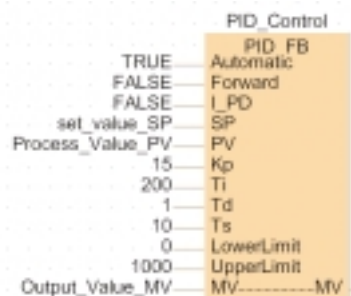 PID_Control
PID_FB
TRUE Automatic
FALSE Forward
FALSE I_PD
set_value_SP SP
Process_Value_PV PV
15 Kp
200 Ti
1 Td
10 Ts
0 LowerLimit
1000 UpperLimit
Output_Value_MV MV----------MV